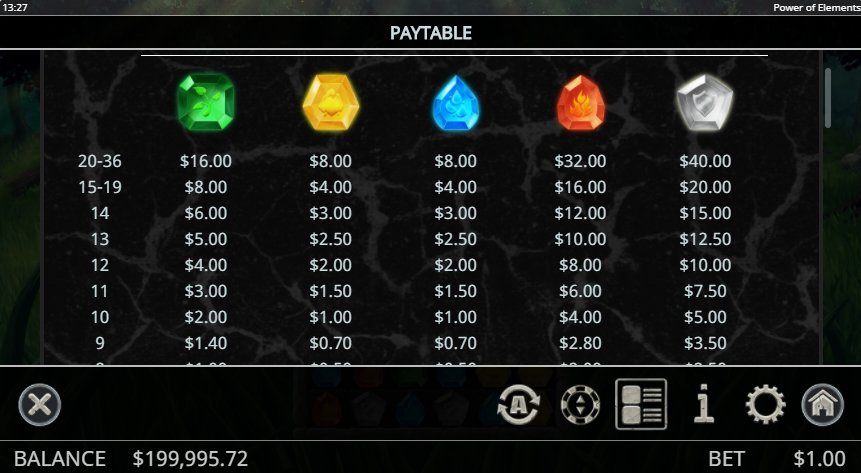 13:27 Power of Elements
PAYTABLE
20-36 $16.00 $8.00 $8.00 $32.00 $40.00
15-19 $8.00 $4.00 $4.00 $16.00 $20.00
14 $6.00 $3.00 $3.00 $12.00 $15.00
13 $5.00 $2.50 $2.50 $10.00 $12.50
12 $4.00 $2.00 $2.00 $8.00 $10.00
11 $3.00 $1.50 $1.50 $6.00 $7.50
10 $2.00 $1.00 $1.00 $4.00 $5.00
9 $1.40 $0.70 $0.70 $2.80 $3.50
A
BALANCE $199,995.72 BET $1.00